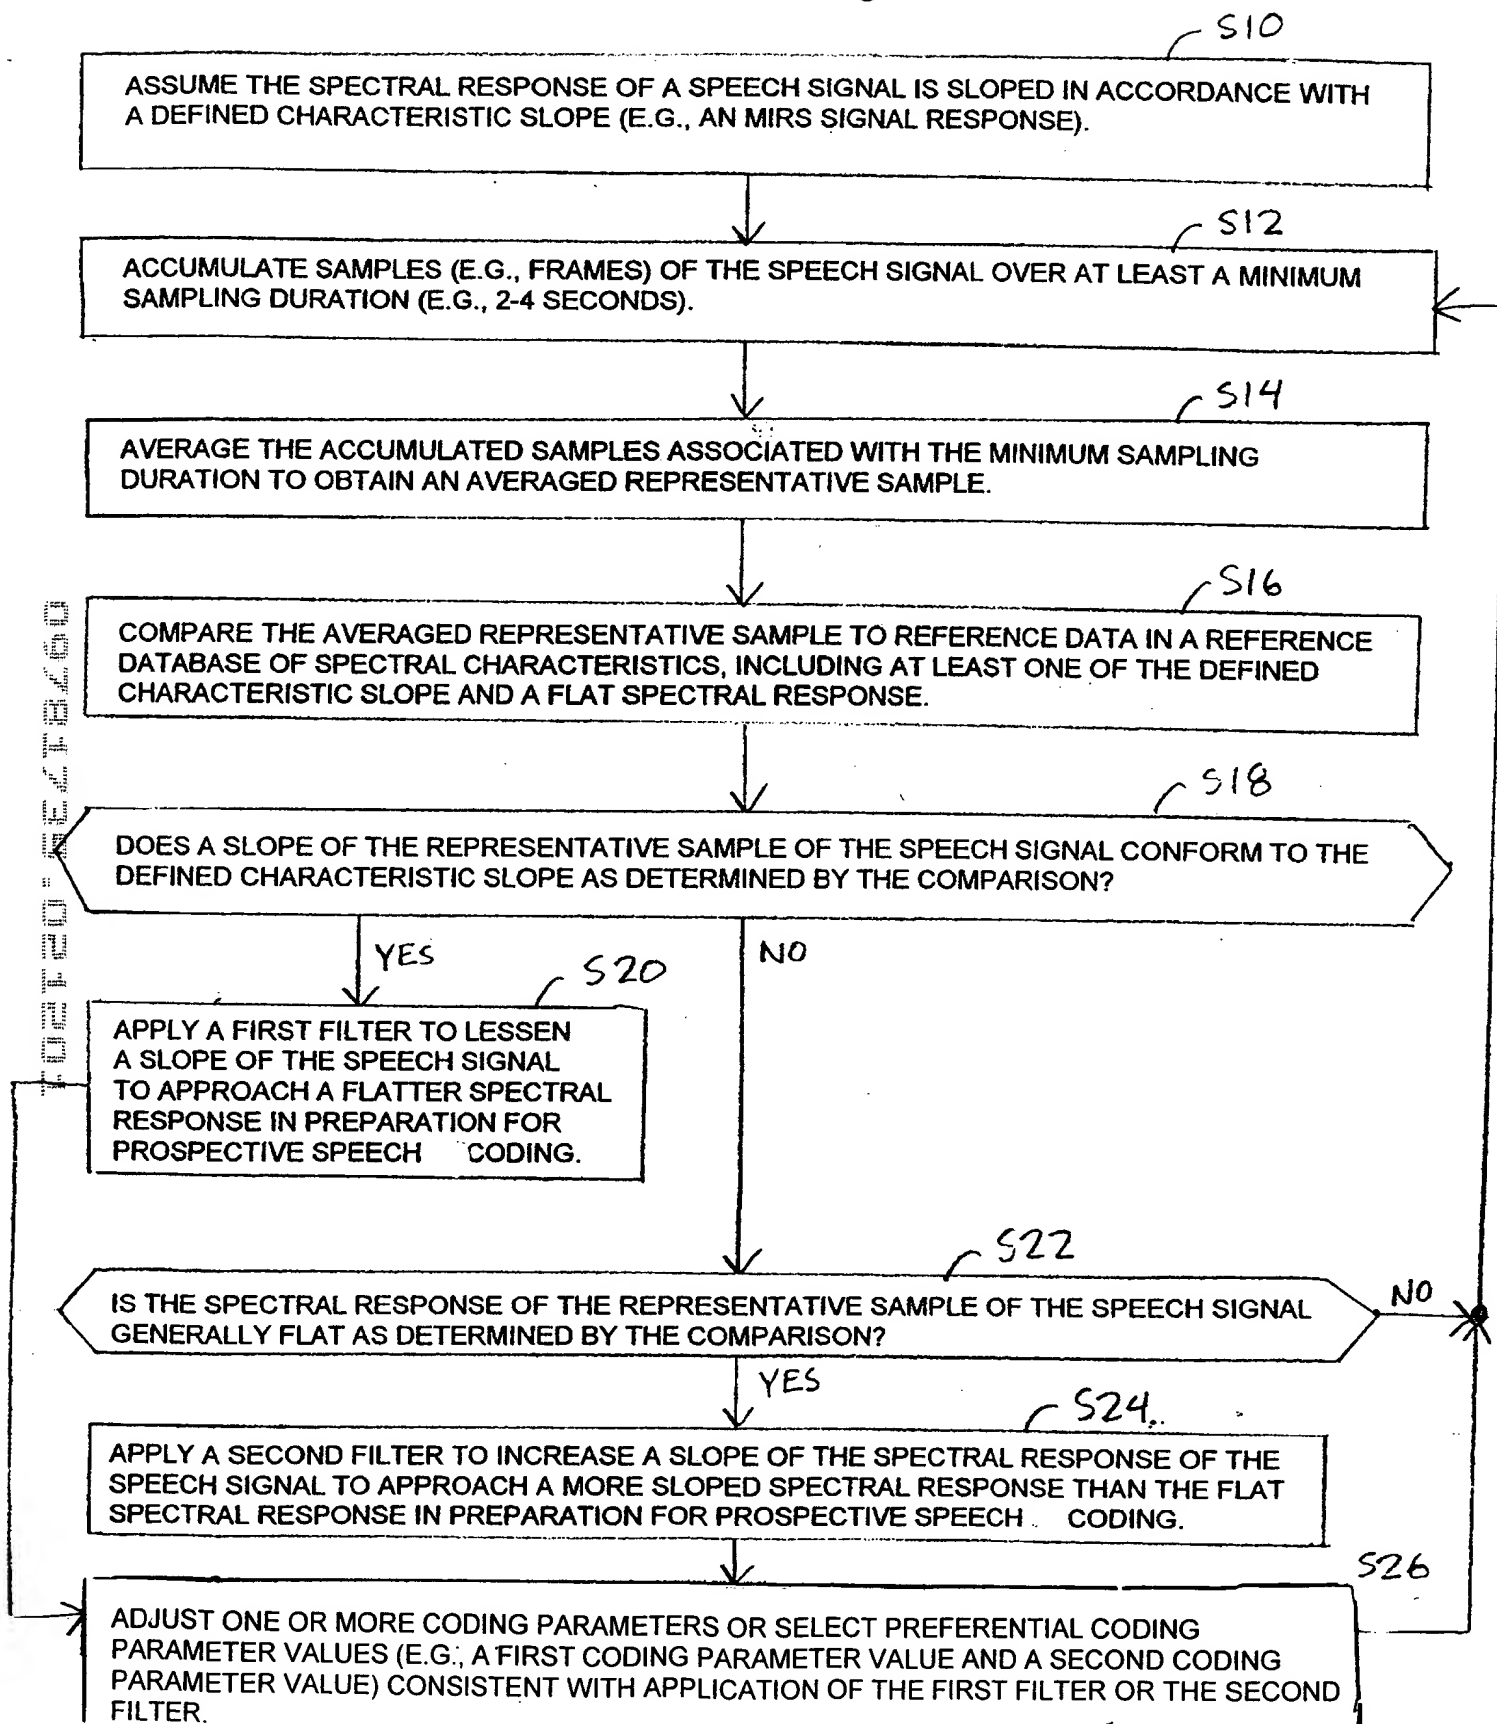 S10
ASSUME THE SPECTRAL RESPONSE OF A SPEECH SIGNAL IS SLOPED IN ACCORDANCE WITH
A DEFINED CHARACTERISTIC SLOPE (E.G., AN MIRS SIGNAL RESPONSE).
S12
ACCUMULATE SAMPLES (E.G., FRAMES) OF THE SPEECH SIGNAL OVER AT LEAST A MINIMUM
SAMPLING DURATION (E.G., 2-4 SECONDS).
S14
AVERAGE THE ACCUMULATED SAMPLES ASSOCIATED WITH THE MINIMUM SAMPLING
DURATION TO OBTAIN AN AVERAGED REPRESENTATIVE SAMPLE.
S16
COMPARE THE AVERAGED REPRESENTATIVE SAMPLE TO REFERENCE DATA IN A REFERENCE
DATABASE OF SPECTRAL CHARACTERISTICS, INCLUDING AT LEAST ONE OF THE DEFINED
CHARACTERISTIC SLOPE AND A FLAT SPECTRAL RESPONSE.
S18
DOES A SLOPE OF THE REPRESENTATIVE SAMPLE OF THE SPEECH SIGNAL CONFORM TO THE
DEFINED CHARACTERISTIC SLOPE AS DETERMINED BY THE COMPARISON?
YES
NO
S20
APPLY A FIRST FILTER TO LESSEN
A SLOPE OF THE SPEECH SIGNAL
TO APPROACH A FLATTER SPECTRAL
RESPONSE IN PREPARATION FOR
PROSPECTIVE SPEECH CODING.
S22
IS THE SPECTRAL RESPONSE OF THE REPRESENTATIVE SAMPLE OF THE SPEECH SIGNAL
GENERALLY FLAT AS DETERMINED BY THE COMPARISON?
NO
YES
S24
APPLY A SECOND FILTER TO INCREASE A SLOPE OF THE SPECTRAL RESPONSE OF THE
SPEECH SIGNAL TO APPROACH A MORE SLOPED SPECTRAL RESPONSE THAN THE FLAT
SPECTRAL RESPONSE IN PREPARATION FOR PROSPECTIVE SPEECH CODING.
S26
ADJUST ONE OR MORE CODING PARAMETERS OR SELECT PREFERENTIAL CODING
PARAMETER VALUES (E.G., A FIRST CODING PARAMETER VALUE AND A SECOND CODING
PARAMETER VALUE) CONSISTENT WITH APPLICATION OF THE FIRST FILTER OR THE SECOND
FILTER.